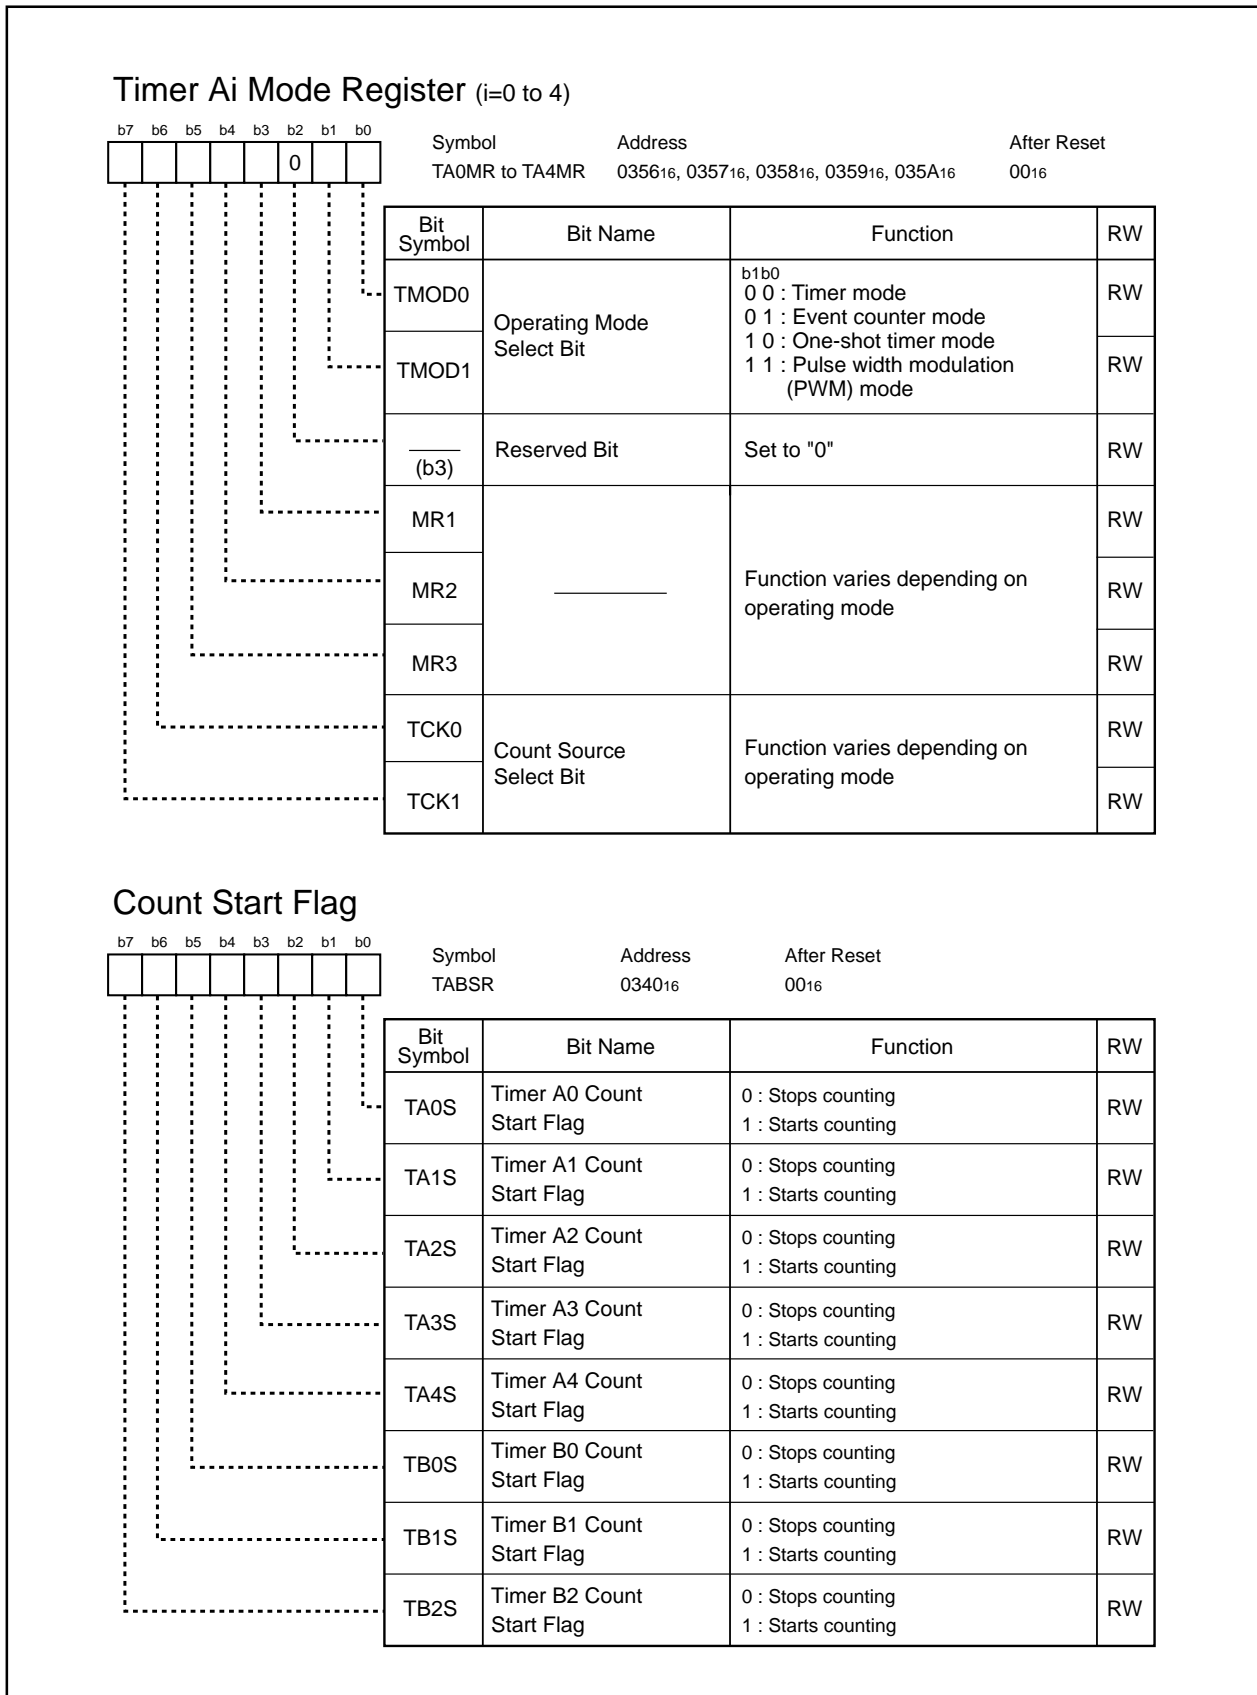 Timer Ai Mode Register (i=0 to 4)
b7 b6 b5 b4 b3 b2 b1 b0
0
Symbol Address After Reset
TA0MR to TA4MR 035616, 035716, 035816, 035916, 035A16 0016
Bit Symbol Bit Name Function RW
TMOD0 RW
TMOD1 RW
Operating Mode
Select Bit
b1b0
0 0 : Timer mode
0 1 : Event counter mode
1 0 : One-shot timer mode
1 1 : Pulse width modulation
(PWM) mode
(b3) Reserved Bit Set to "0" RW
MR1 RW
MR2 RW
MR3 RW
Function varies depending on
operating mode
TCK0 RW
TCK1 RW
Count Source
Select Bit
Function varies depending on
operating mode
Count Start Flag
b7 b6 b5 b4 b3 b2 b1 b0
Symbol Address After Reset
TABSR 034016 0016
Bit Symbol Bit Name Function RW
TA0S RW
Timer A0 Count
Start Flag
0 : Stops counting
1 : Starts counting
TA1S RW
Timer A1 Count
Start Flag
0 : Stops counting
1 : Starts counting
TA2S RW
Timer A2 Count
Start Flag
0 : Stops counting
1 : Starts counting
TA3S RW
Timer A3 Count
Start Flag
0 : Stops counting
1 : Starts counting
TA4S RW
Timer A4 Count
Start Flag
0 : Stops counting
1 : Starts counting
TB0S RW
Timer B0 Count
Start Flag
0 : Stops counting
1 : Starts counting
TB1S RW
Timer B1 Count
Start Flag
0 : Stops counting
1 : Starts counting
TB2S RW
Timer B2 Count
Start Flag
0 : Stops counting
1 : Starts counting